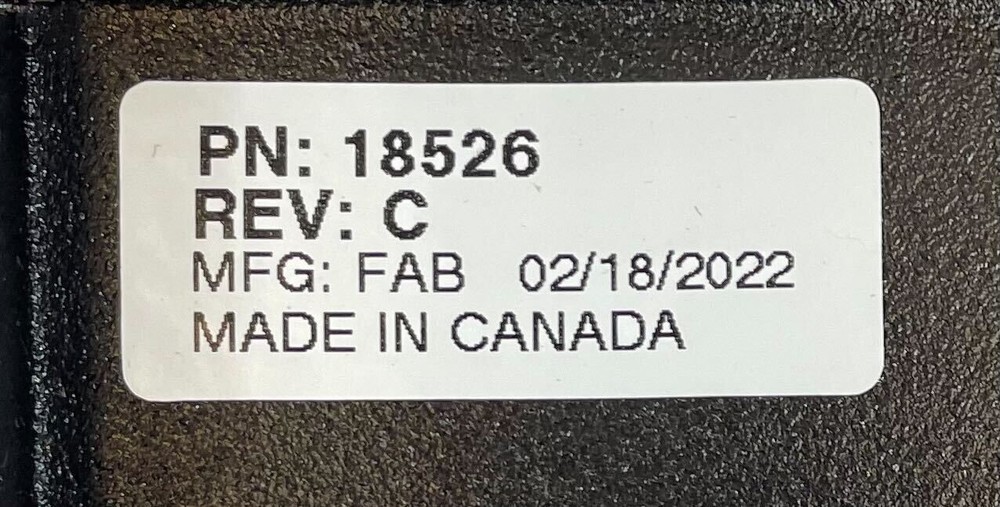 PN: 18526
REV: C
MFG: FAB 02/18/2022
MADE IN CANADA